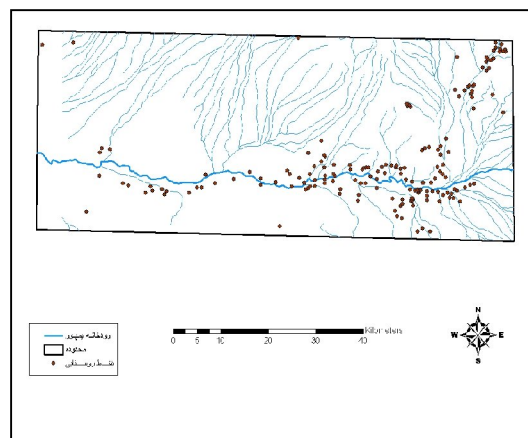 N
W E
S
Kilometers
0 5 10 20 30 40
رودخانه بمپور
محدوده
نقاط روستایی